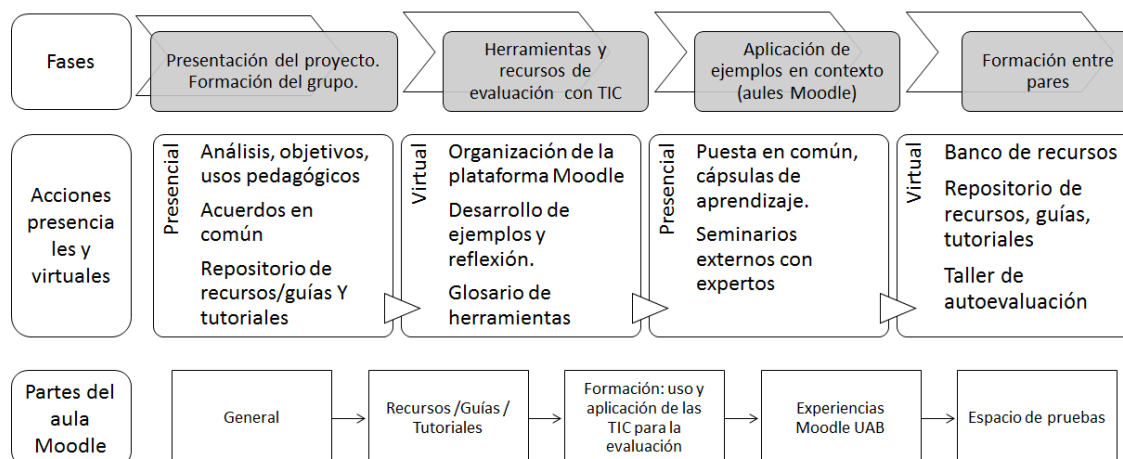 Fases
Presentación del proyecto.
Formación del grupo.
Herramientas y
recursos de
evaluación con TIC
Aplicación de
ejemplos en contexto
(aules Moodle)
Formación entre
pares
Acciones
presencia
les y
virtuales
Presencial
Análisis, objetivos,
usos pedagógicos
Acuerdos en
común
Repositorio de
recursos/guías Y
tutoriales
Virtual
Organización de la
plataforma Moodle
Desarrollo de
ejemplos y
reflexión.
Glosario de
herramientas
Presencial
Puesta en común,
cápsulas de
aprendizaje.
Seminarios
externos con
expertos
Virtual
Banco de recursos
Repositorio de
recursos, guías,
tutoriales
Taller de
autoevaluación
Partes del
aula
Moodle
General
Recursos /Guías /
Tutoriales
Formación: uso y
aplicación de las
TIC para la
evaluación
Experiencias
Moodle UAB
Espacio de pruebas